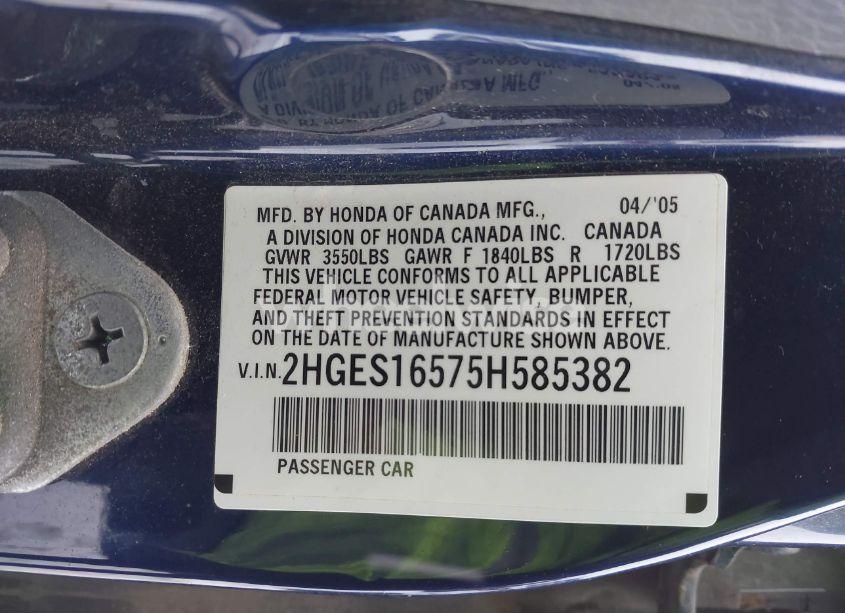 MFD. BY HONDA OF CANADA MFG., 04/'05
A DIVISION OF HONDA CANADA INC. CANADA
GVWR 3550LBS GAWR F 1840LBS R 1720LBS
THIS VEHICLE CONFORMS TO ALL APPLICABLE
FEDERAL MOTOR VEHICLE SAFETY, BUMPER,
AND THEFT PREVENTION STANDARDS IN EFFECT
ON THE DATE OF MANUFACTURE SHOWN ABOVE.
V.I.N. 2HGES16575H585382
PASSENGER CAR